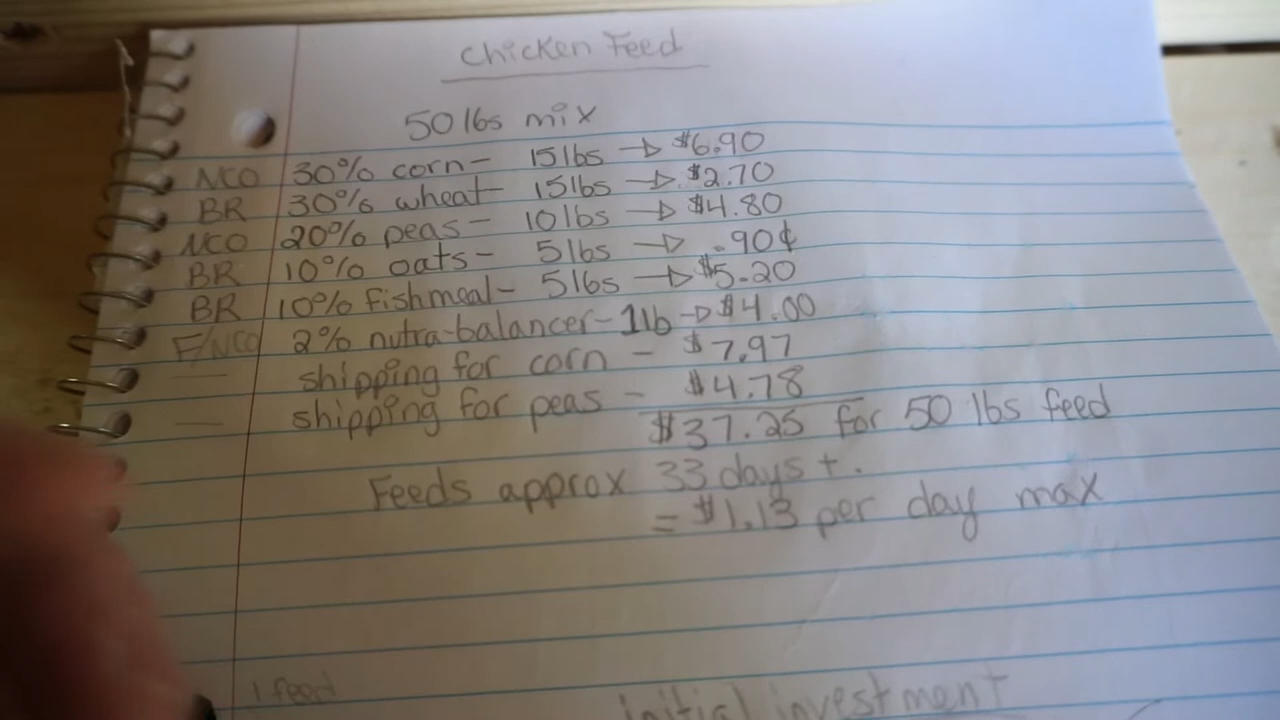 Chicken Feed
50 lbs mix
NCO 30% corn - 15 lbs → $6.90
BR 30% wheat - 15 lbs → $2.70
NCO 20% peas - 10 lbs → $4.80
BR 10% oats - 5 lbs → .90¢
BR 10% fishmeal - 5 lbs → $5.20
F/NCO 2% nutra-balancer - 1 lb → $4.00
— shipping for corn - $7.97
— shipping for peas - $4.78
$37.25 for 50 lbs feed
Feeds approx 33 days +.
= $1.13 per day max
1 feed
initial investment